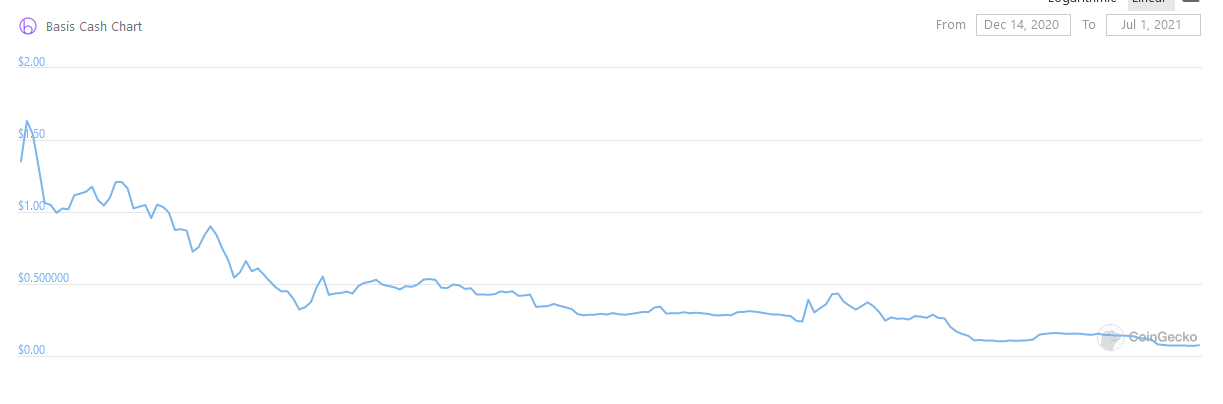 Logarithmic Linear
Basis Cash Chart
From Dec 14, 2020 To Jul 1, 2021
$2.00
$1.50
$1.00
$0.500000
$0.00
CoinGecko